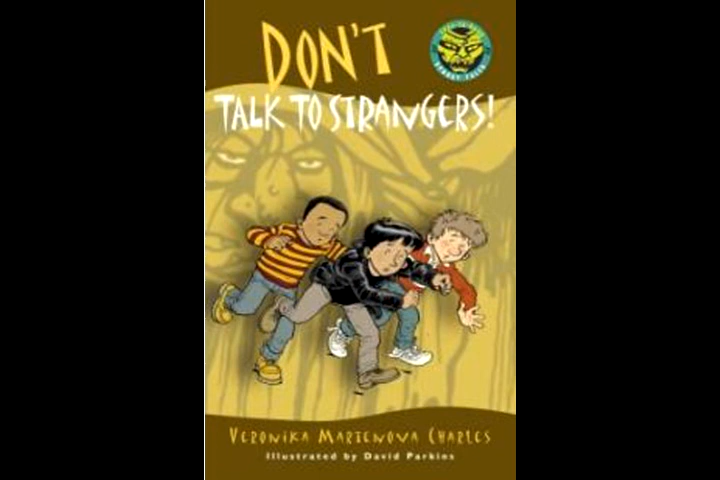 DON'T
TALK TO STRANGERS!
VERONIKA MARTENOVA CHARLES
Illustrated by David Parkins